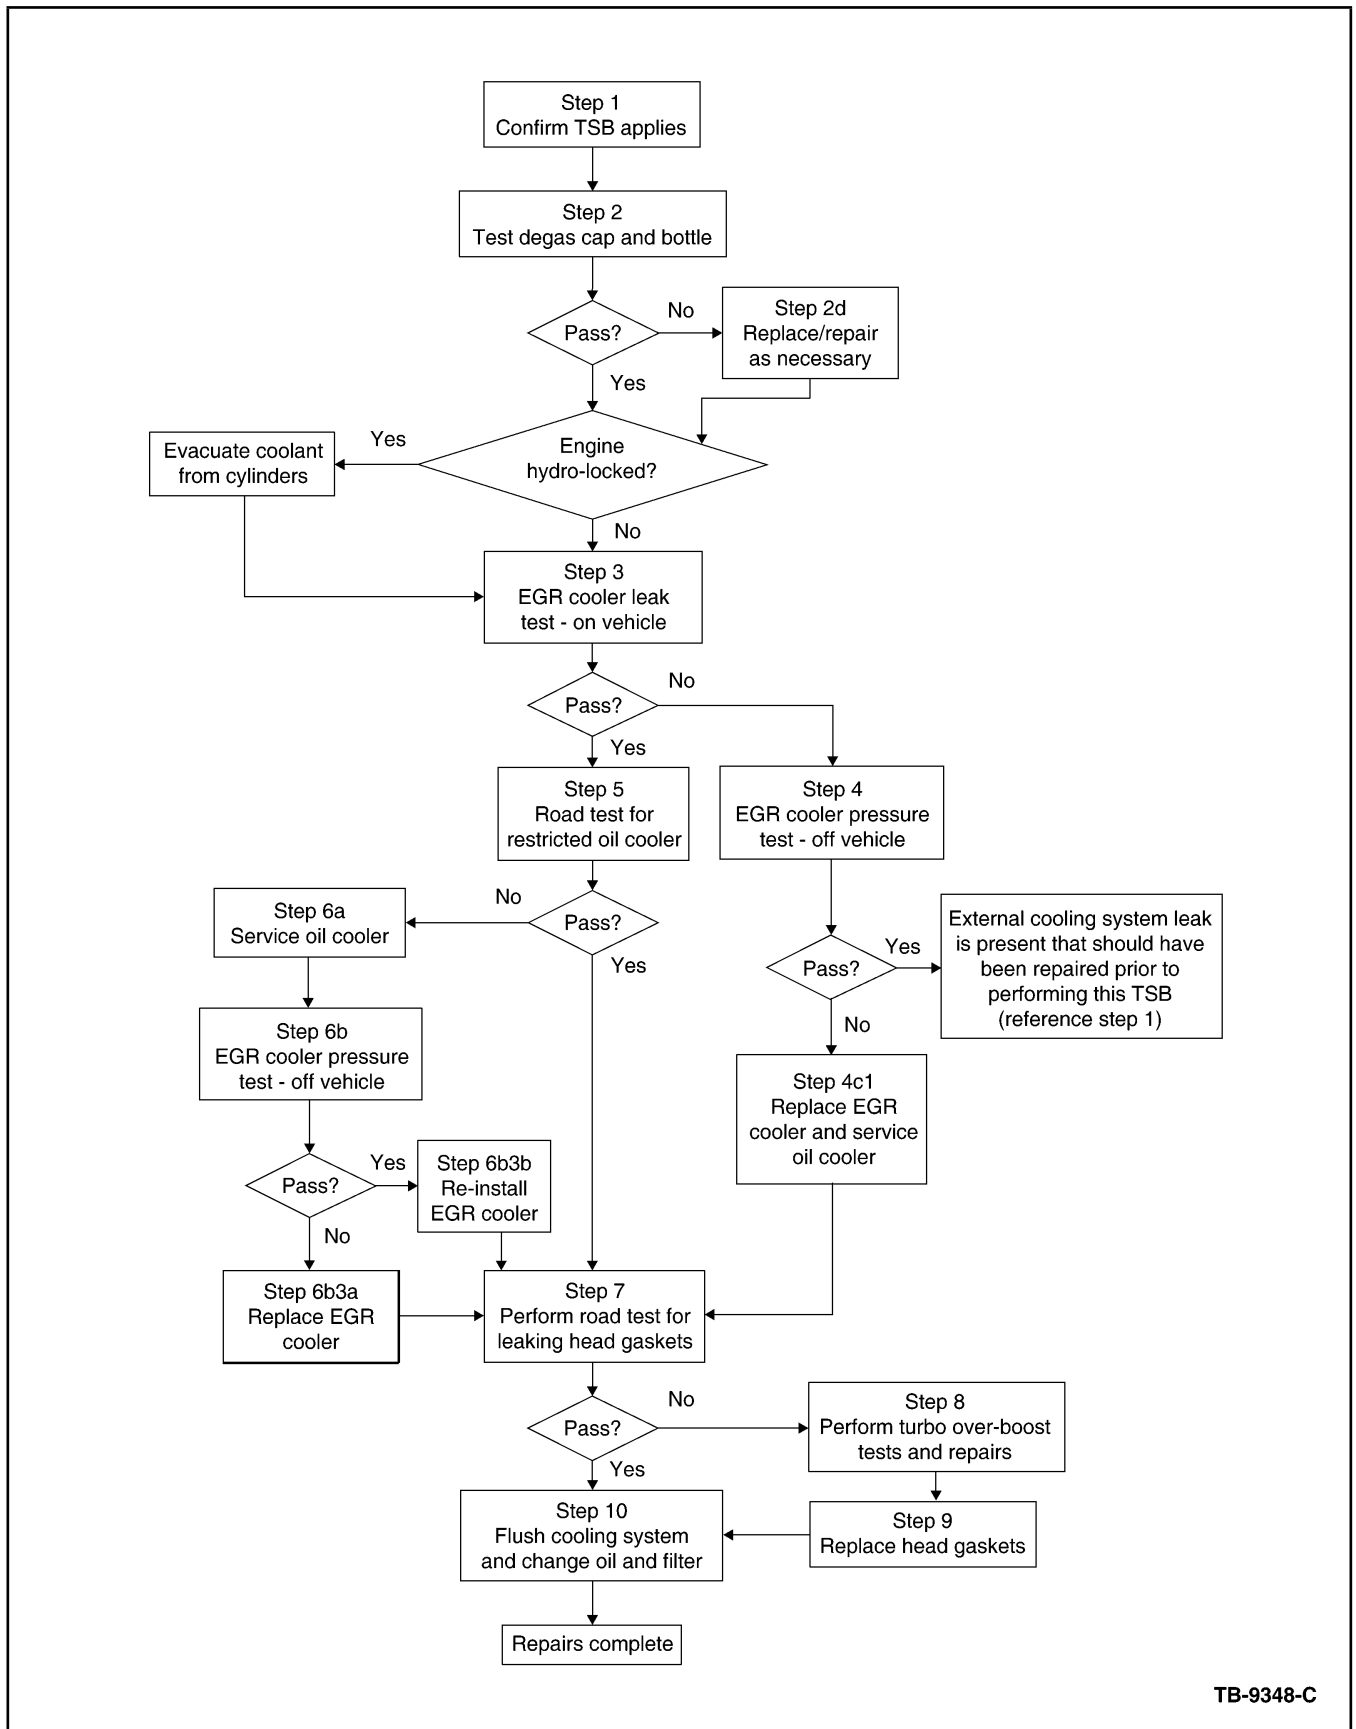 Step 1
Confirm TSB applies
Step 2
Test degas cap and bottle
Pass?
No
Step 2d
Replace/repair
as necessary
Yes
Engine
hydro-locked?
Yes
Evacuate coolant
from cylinders
No
Step 3
EGR cooler leak
test - on vehicle
Pass?
No
Yes
Step 5
Road test for
restricted oil cooler
Step 4
EGR cooler pressure
test - off vehicle
Pass?
No
Step 6a
Service oil cooler
Yes
Pass?
Yes
External cooling system leak
is present that should have
been repaired prior to
performing this TSB
(reference step 1)
No
Step 6b
EGR cooler pressure
test - off vehicle
Step 4c1
Replace EGR
cooler and service
oil cooler
Pass?
Yes
Step 6b3b
Re-install
EGR cooler
No
Step 6b3a
Replace EGR
cooler
Step 7
Perform road test for
leaking head gaskets
Pass?
No
Step 8
Perform turbo over-boost
tests and repairs
Yes
Step 10
Flush cooling system
and change oil and filter
Step 9
Replace head gaskets
Repairs complete
TB-9348-C